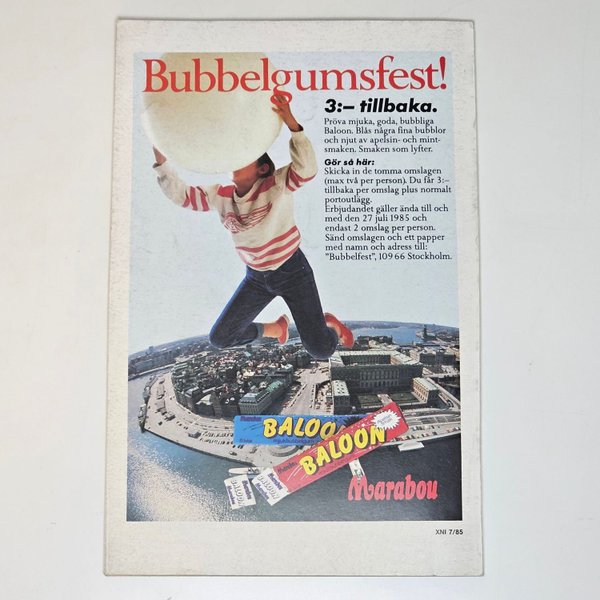 Bubbelgumsfest!
3:– tillbaka.
Pröva mjuka, goda, bubbliga
Baloon. Blås några fina bubblor
och njut av apelsin- och mint-
smaken. Smaken som lyfter.
Gör så här:
Skicka in de tomma omslagen
(max två per person). Du får 3:–
tillbaka per omslag plus normalt
portoutlägg.
Erbjudandet gäller ända till och
med den 27 juli 1985 och
endast 2 omslag per person.
Sänd omslagen och ett papper
med namn och adress till:
"Bubbelfest", 109 66 Stockholm.
Marabou
BALOON
Marabou
BALOON
Marabou
XNI 7/85